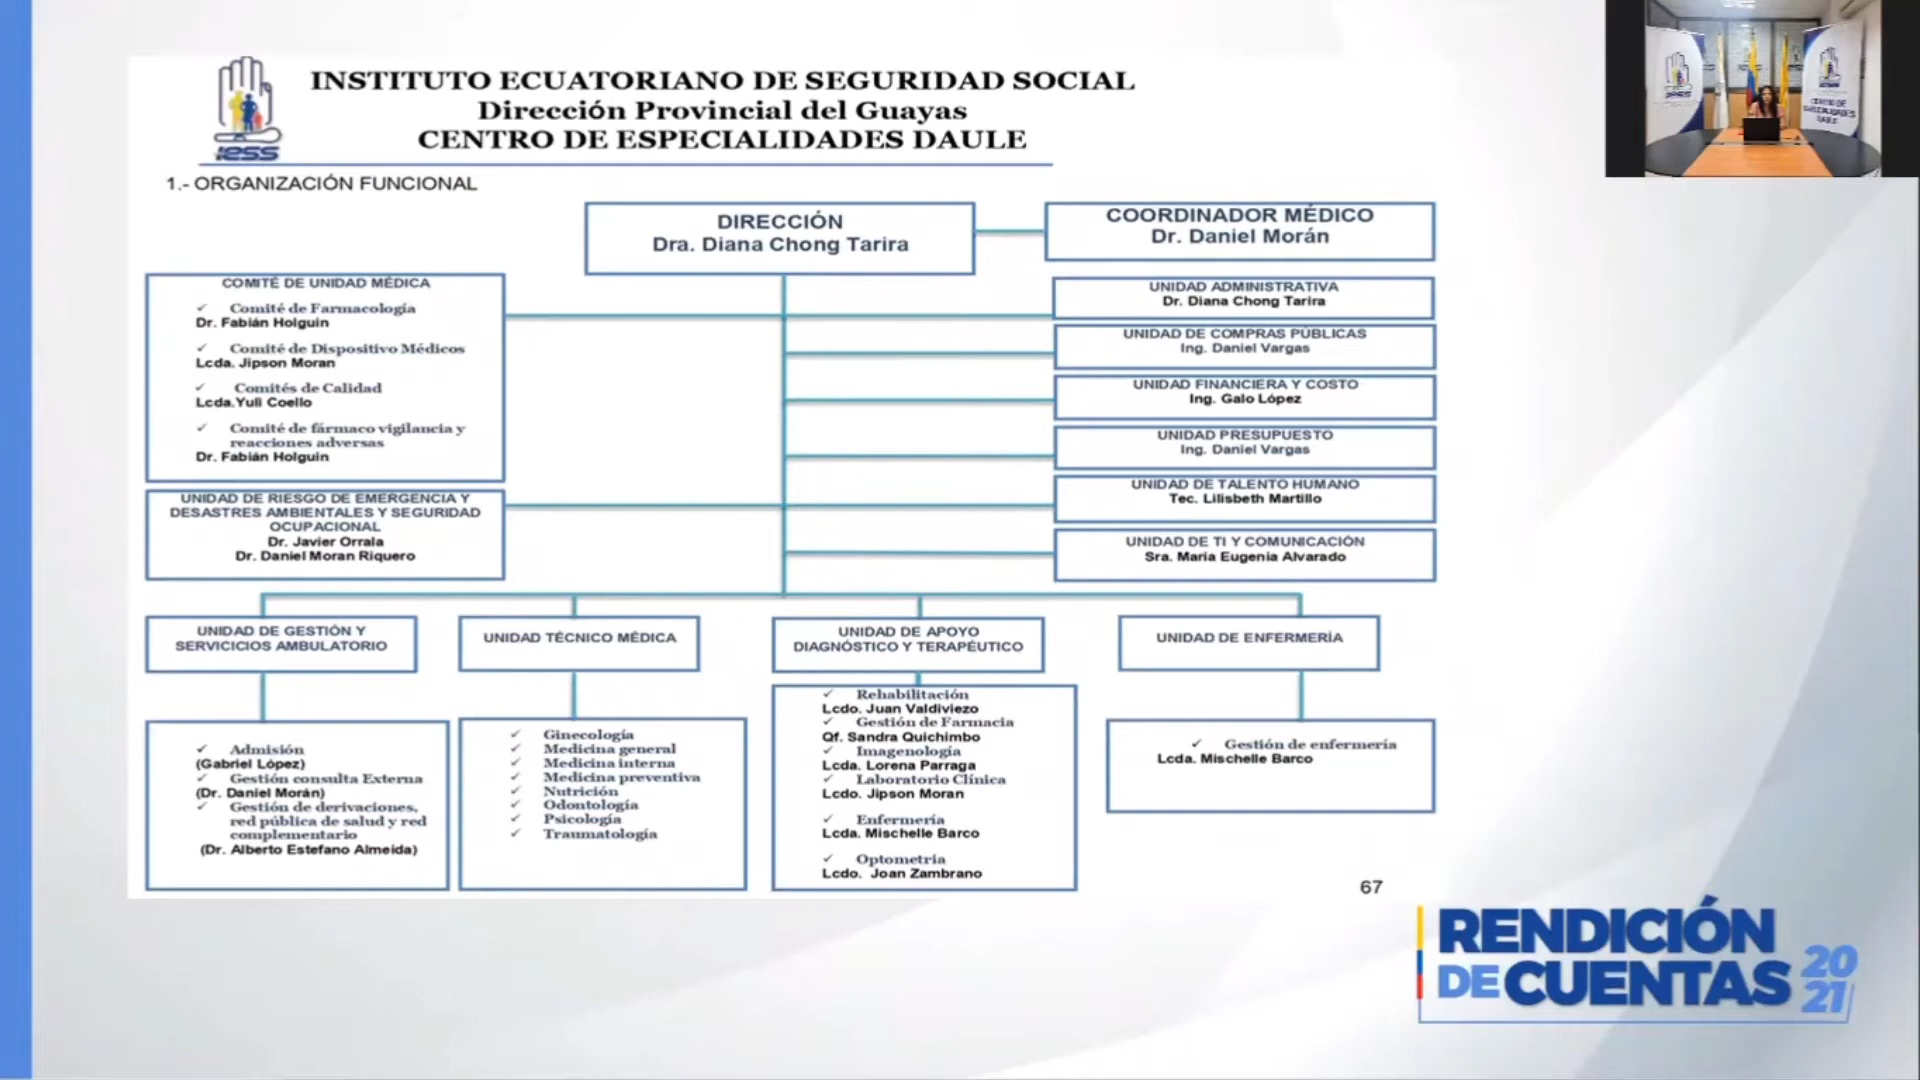 INSTITUTO ECUATORIANO DE SEGURIDAD SOCIAL
Dirección Provincial del Guayas
CENTRO DE ESPECIALIDADES DAULE
iESS
1.- ORGANIZACIÓN FUNCIONAL
DIRECCIÓN
Dra. Diana Chong Tarira
COORDINADOR MÉDICO
Dr. Daniel Morán
COMITÉ DE UNIDAD MÉDICA
✓ Comité de Farmacología
Dr. Fabián Holguin
✓ Comité de Dispositivo Médicos
Lcda. Jipson Moran
✓ Comités de Calidad
Lcda.Yuli Coello
✓ Comité de fármaco vigilancia y
reacciones adversas
Dr. Fabián Holguin
UNIDAD DE RIESGO DE EMERGENCIA Y
DESASTRES AMBIENTALES Y SEGURIDAD
OCUPACIONAL
Dr. Javier Orrala
Dr. Daniel Moran Riquero
UNIDAD ADMINISTRATIVA
Dr. Diana Chong Tarira
UNIDAD DE COMPRAS PÚBLICAS
Ing. Daniel Vargas
UNIDAD FINANCIERA Y COSTO
Ing. Galo López
UNIDAD PRESUPUESTO
Ing. Daniel Vargas
UNIDAD DE TALENTO HUMANO
Tec. Lilisbeth Martillo
UNIDAD DE TI Y COMUNICACIÓN
Sra. María Eugenia Alvarado
UNIDAD DE GESTIÓN Y
SERVICICIOS AMBULATORIO
✓ Admisión
(Gabriel López)
✓ Gestión consulta Externa
(Dr. Daniel Morán)
✓ Gestión de derivaciones,
red pública de salud y red
complementario
(Dr. Alberto Estefano Almeida)
UNIDAD TÉCNICO MÉDICA
✓ Ginecología
✓ Medicina general
✓ Medicina interna
✓ Medicina preventiva
✓ Nutrición
✓ Odontología
✓ Psicología
✓ Traumatología
UNIDAD DE APOYO
DIAGNÓSTICO Y TERAPÉUTICO
✓ Rehabilitación
Lcdo. Juan Valdiviezo
✓ Gestión de Farmacia
Qf. Sandra Quichimbo
✓ Imagenología
Lcda. Lorena Parraga
✓ Laboratorio Clínica
Lcdo. Jipson Moran
✓ Enfermería
Lcda. Mischelle Barco
✓ Optometria
Lcdo. Joan Zambrano
UNIDAD DE ENFERMERÍA
✓ Gestión de enfermería
Lcda. Mischelle Barco
67
RENDICIÓN
DE CUENTAS
20
21